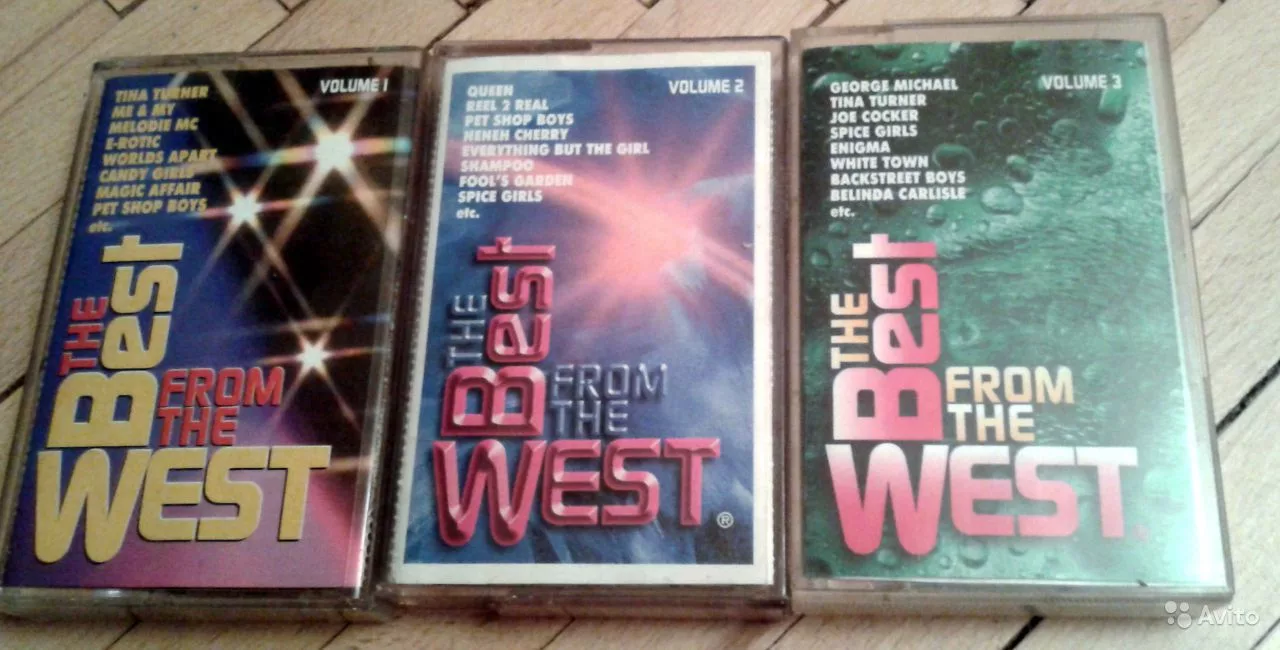 VOLUME 1
TINA TURNER
ME & MY
MELODIE MC
E-ROTIC
WORLDS APART
CANDY GIRLS
MAGIC AFFAIR
PET SHOP BOYS
etc.
THE
Best
FROM
THE
WEST
VOLUME 2
QUEEN
REEL 2 REAL
PET SHOP BOYS
NENEH CHERRY
EVERYTHING BUT THE GIRL
SHAMPOO
FOOL'S GARDEN
SPICE GIRLS
etc.
THE
Best
FROM
THE
WEST®
VOLUME 3
GEORGE MICHAEL
TINA TURNER
JOE COCKER
SPICE GIRLS
ENIGMA
WHITE TOWN
BACKSTREET BOYS
BELINDA CARLISLE
etc.
THE
Best
FROM
THE
WEST
Avito